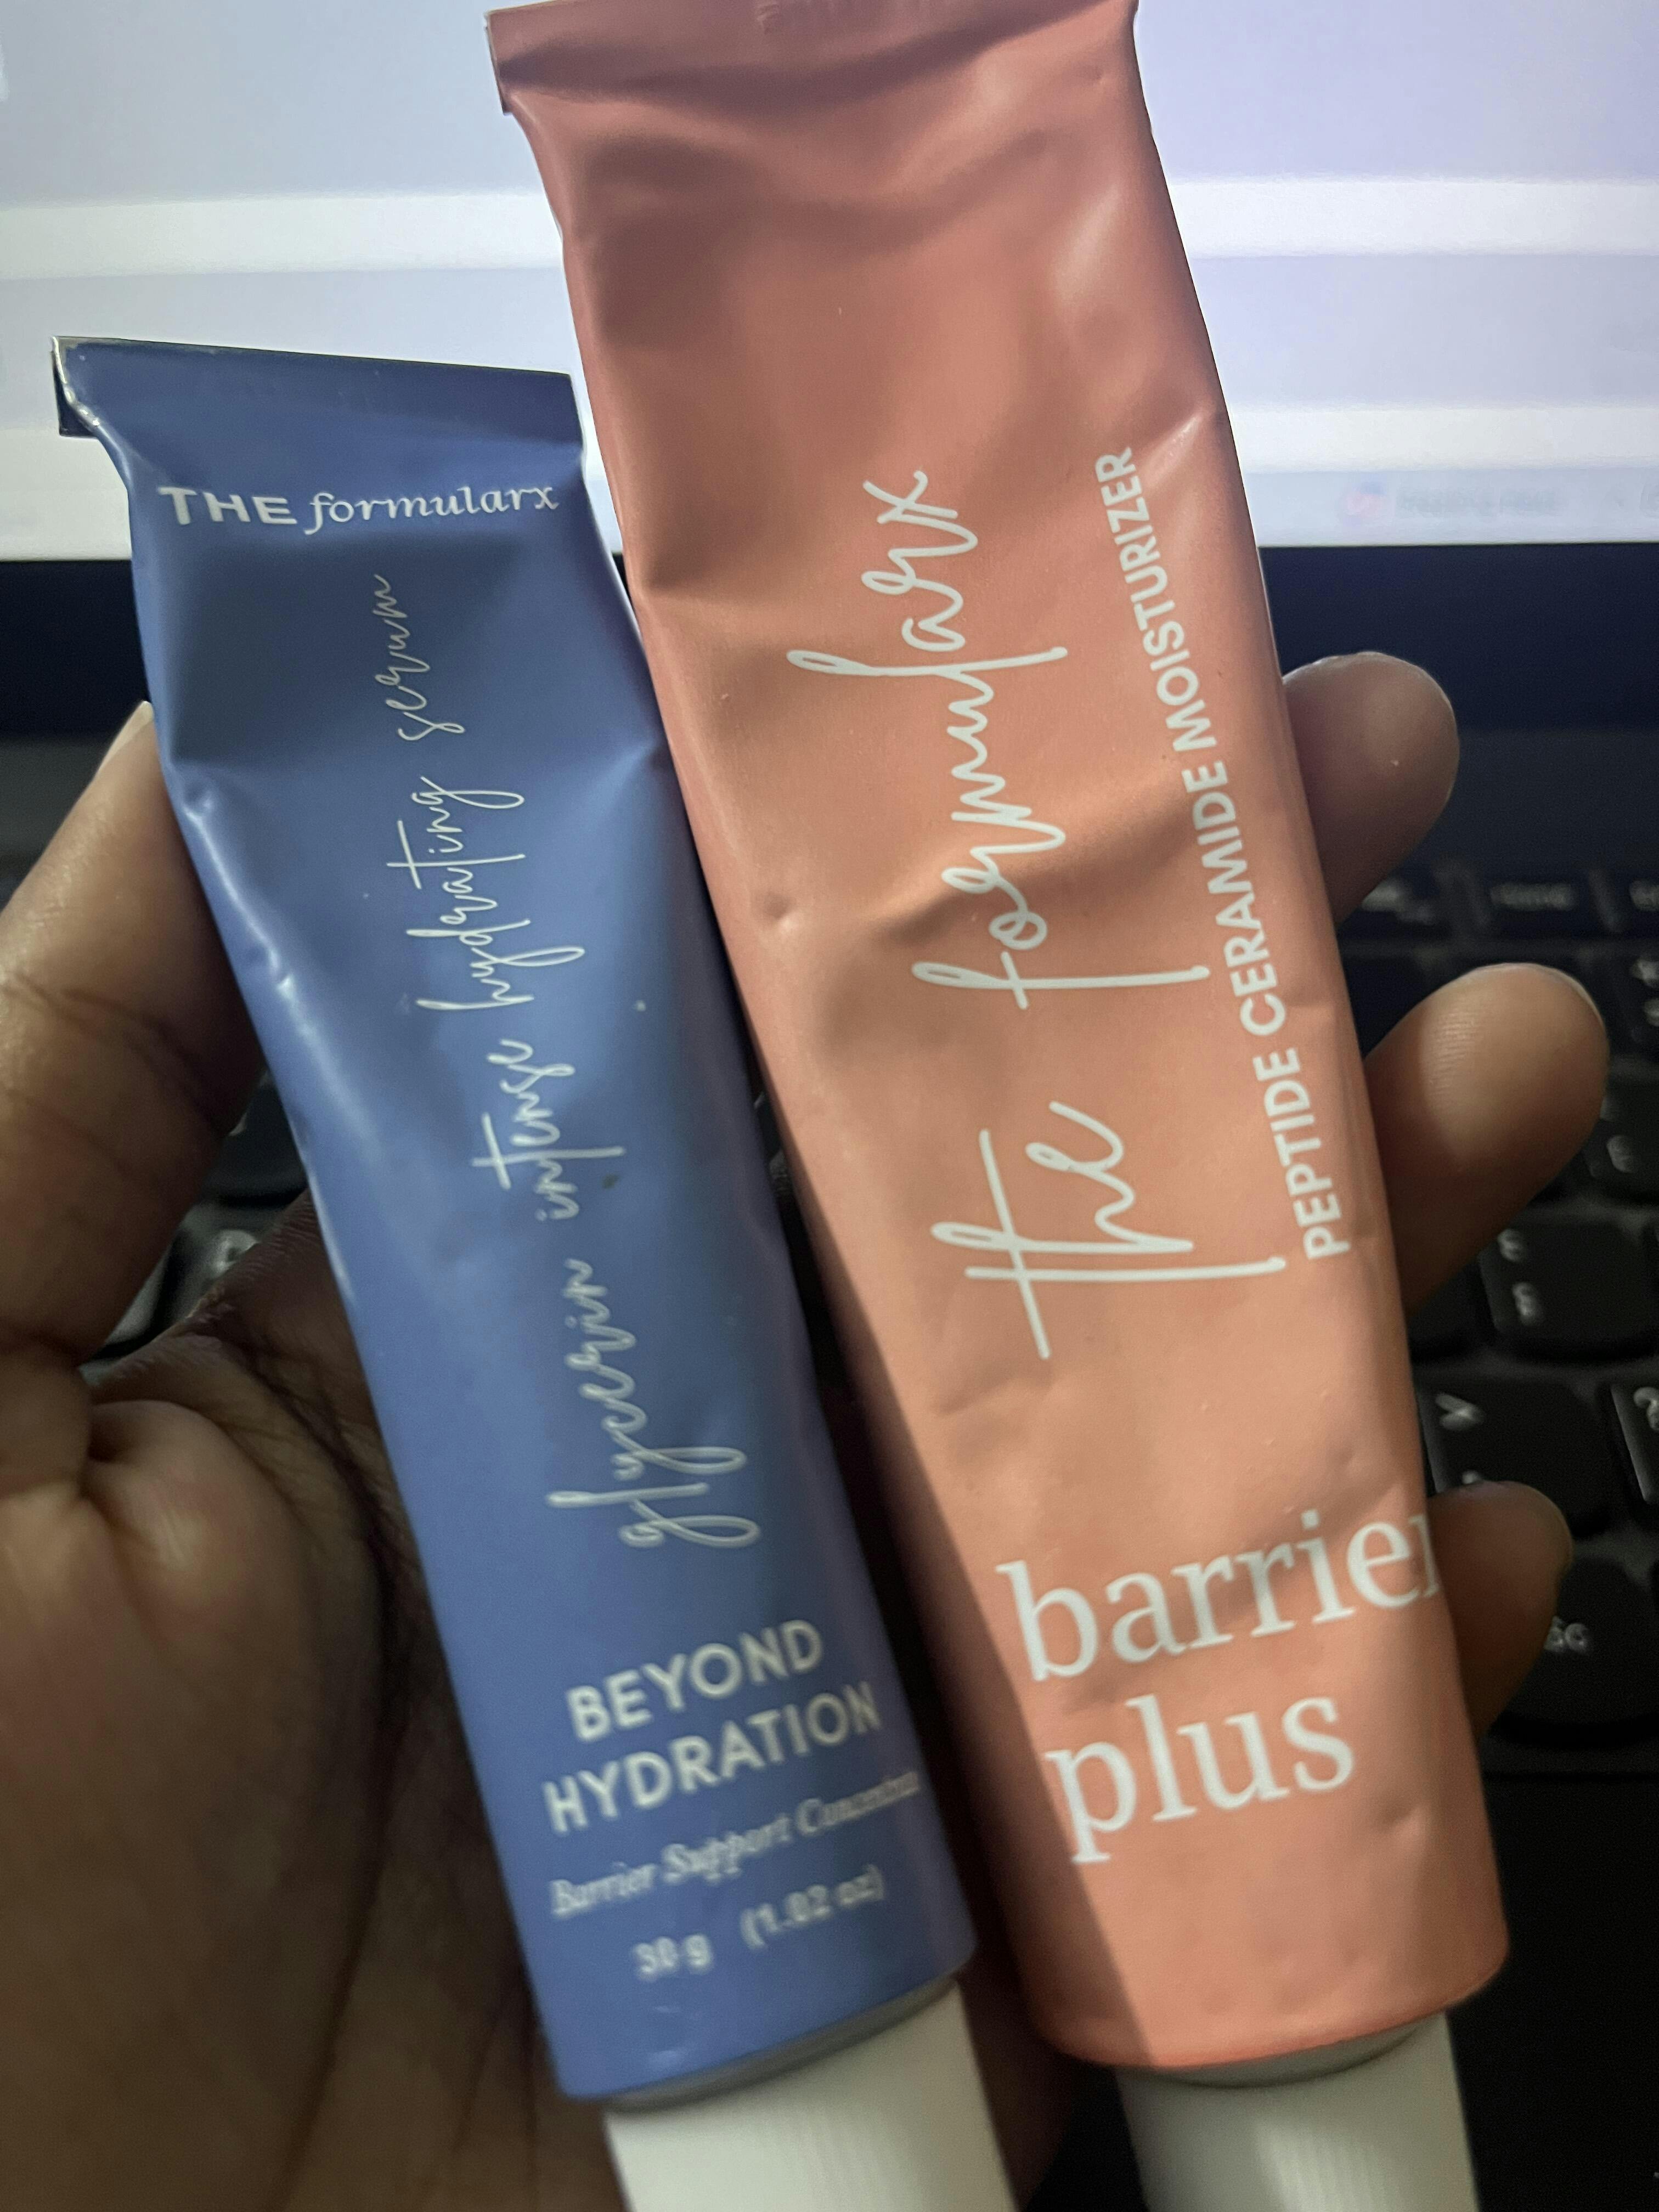 THE formularx
glycerin intense hydrating serum
BEYOND
HYDRATION
Barrier Support
30 g (1.02 oz)
the formularx
PEPTIDE CERAMIDE MOISTURIZER
barrier
plus